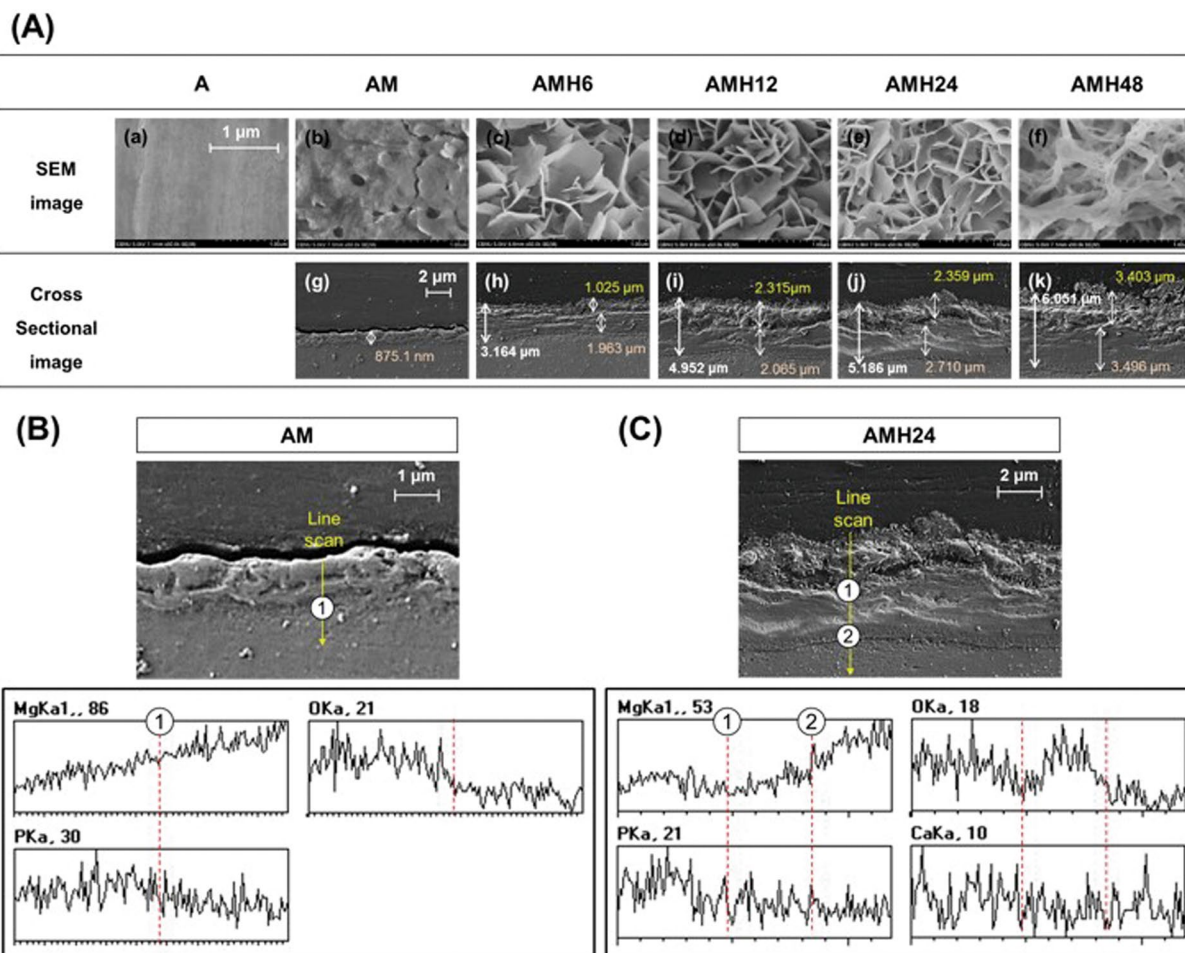 (A)
A AM AMH6 AMH12 AMH24 AMH48
SEM
image
(a) 1 µm (b) (c) (d) (e) (f)
Cross
Sectional
image
(g) 2 µm (h) 1.025 µm (i) 2.315µm (j) 2.359 µm (k) 3.403 µm
6.051 µm
875.1 nm 3.164 µm 1.963 µm 4.952 µm 2.065 µm 5.186 µm 2.710 µm 3.496 µm
(B)
AM
1 µm
Line
scan
1
MgKa1,, 86 1 OKa, 21
PKa, 30
(C)
AMH24
2 µm
Line
scan
1
2
MgKa1,, 53 1 2 OKa, 18
PKa, 21 CaKa, 10